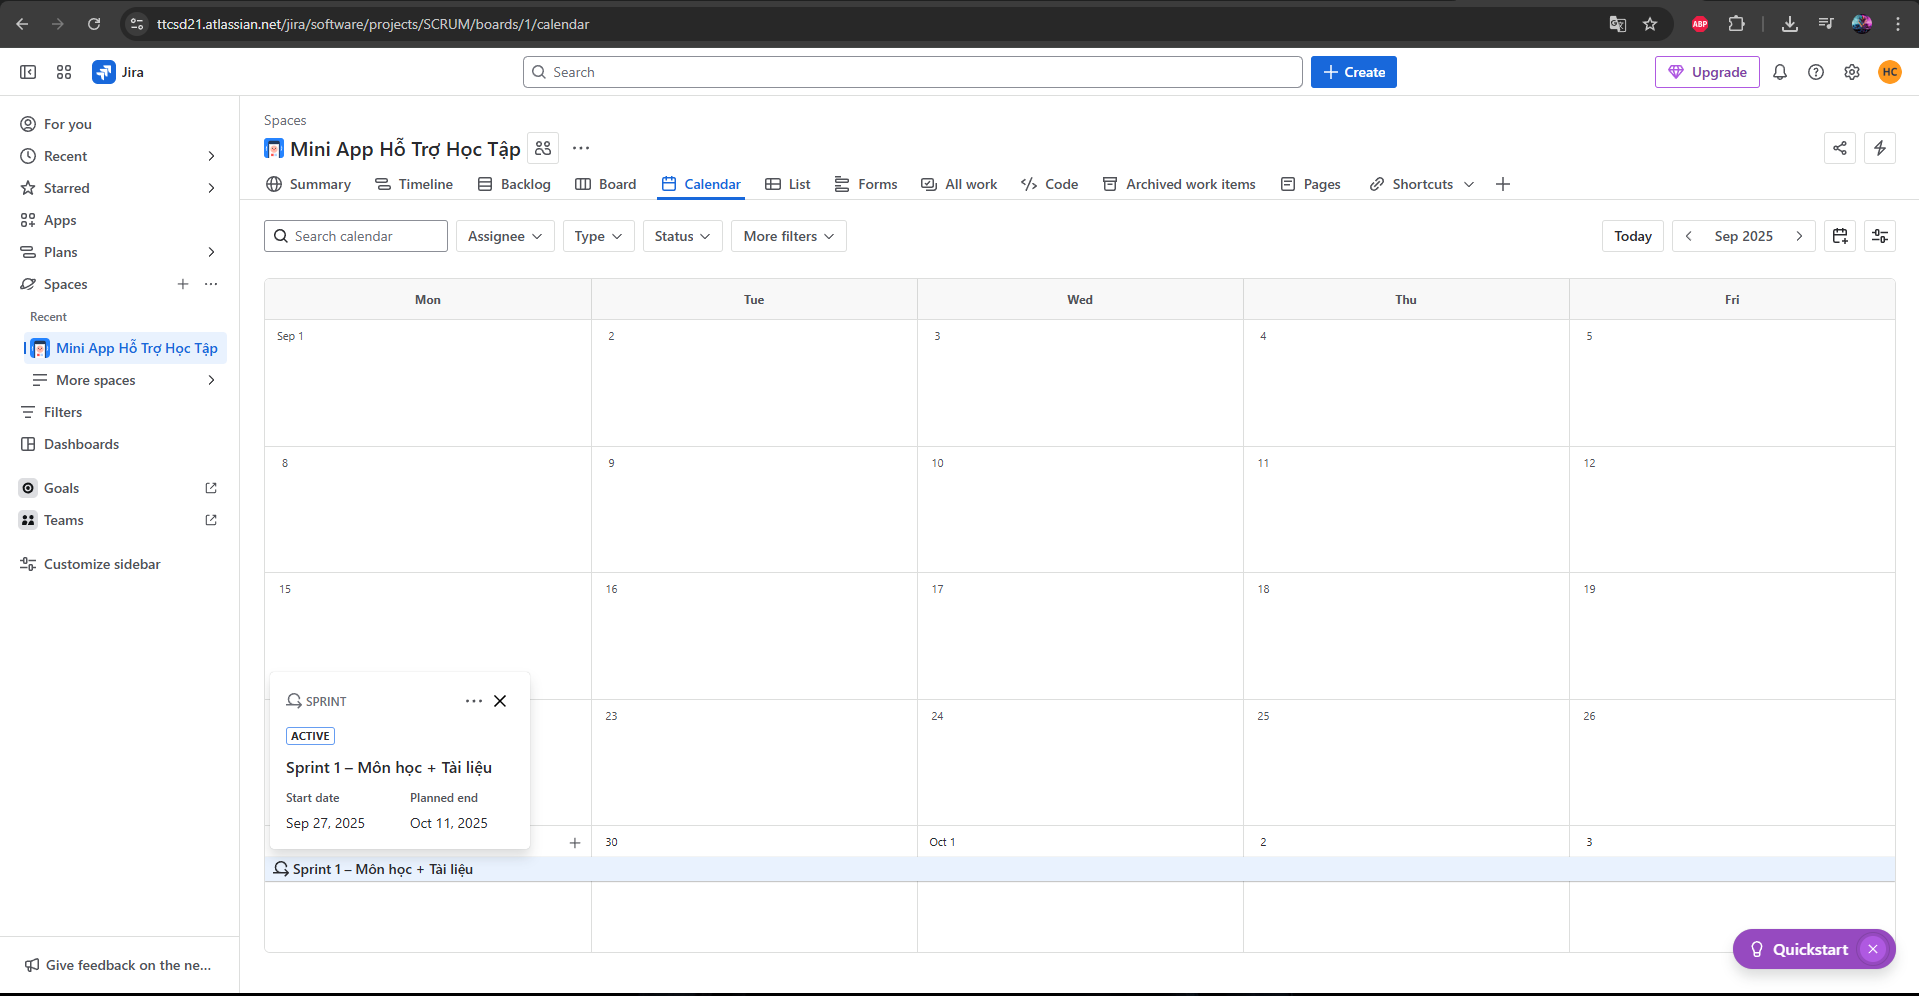 ttcsd21.atlassian.net/jira/software/projects/SCRUM/boards/1/calendar
ABP
Jira
Search
Create
Upgrade
HC
For you
Recent
Starred
Apps
Plans
Spaces
Recent
Mini App Hỗ Trợ Học Tập
More spaces
Filters
Dashboards
Goals
Teams
Customize sidebar
Give feedback on the ne...
Spaces
Mini App Hỗ Trợ Học Tập
Summary Timeline Backlog Board Calendar List Forms All work Code Archived work items Pages Shortcuts
Search calendar Assignee Type Status More filters Today Sep 2025
Mon Tue Wed Thu Fri
Sep 1 2 3 4 5
8 9 10 11 12
15 16 17 18 19
23 24 25 26
SPRINT
ACTIVE
Sprint 1 – Môn học + Tài liệu
Start date Planned end
Sep 27, 2025 Oct 11, 2025
30 Oct 1 2 3
Sprint 1 – Môn học + Tài liệu
Quickstart